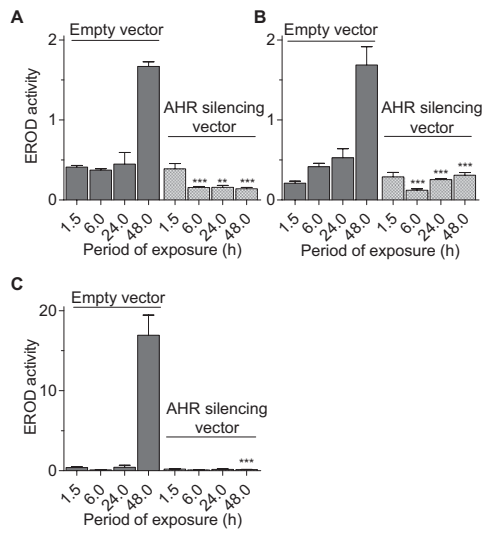 A
Empty vector
2
1
0
EROD activity
AHR silencing
vector
*** ** ***
1.5 6.0 24.0 48.0 1.5 6.0 24.0 48.0
Period of exposure (h)
B
Empty vector
2
1
0
AHR silencing
vector
*** *** ***
1.5 6.0 24.0 48.0 1.5 6.0 24.0 48.0
Period of exposure (h)
C
Empty vector
20
10
0
EROD activity
AHR silencing
vector
***
1.5 6.0 24.0 48.0 1.5 6.0 24.0 48.0
Period of exposure (h)